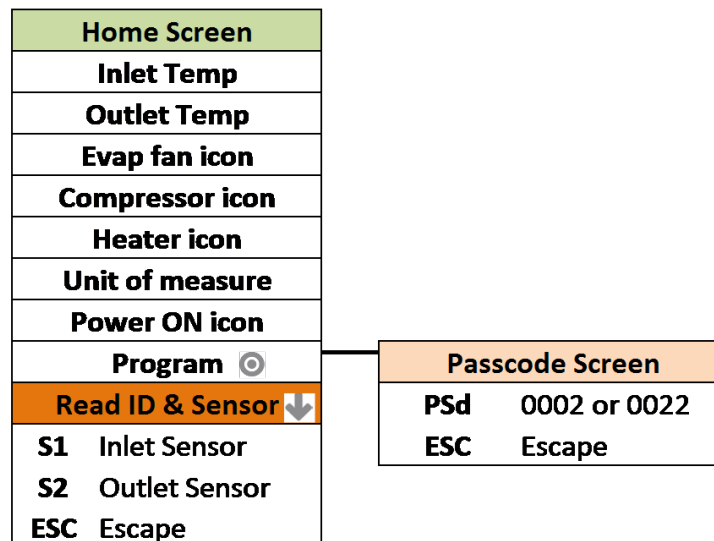 Home Screen
Inlet Temp
Outlet Temp
Evap fan icon
Compressor icon
Heater icon
Unit of measure
Power ON icon
Program
Read ID & Sensor
S1 Inlet Sensor
S2 Outlet Sensor
ESC Escape
Passcode Screen
PSd 0002 or 0022
ESC Escape